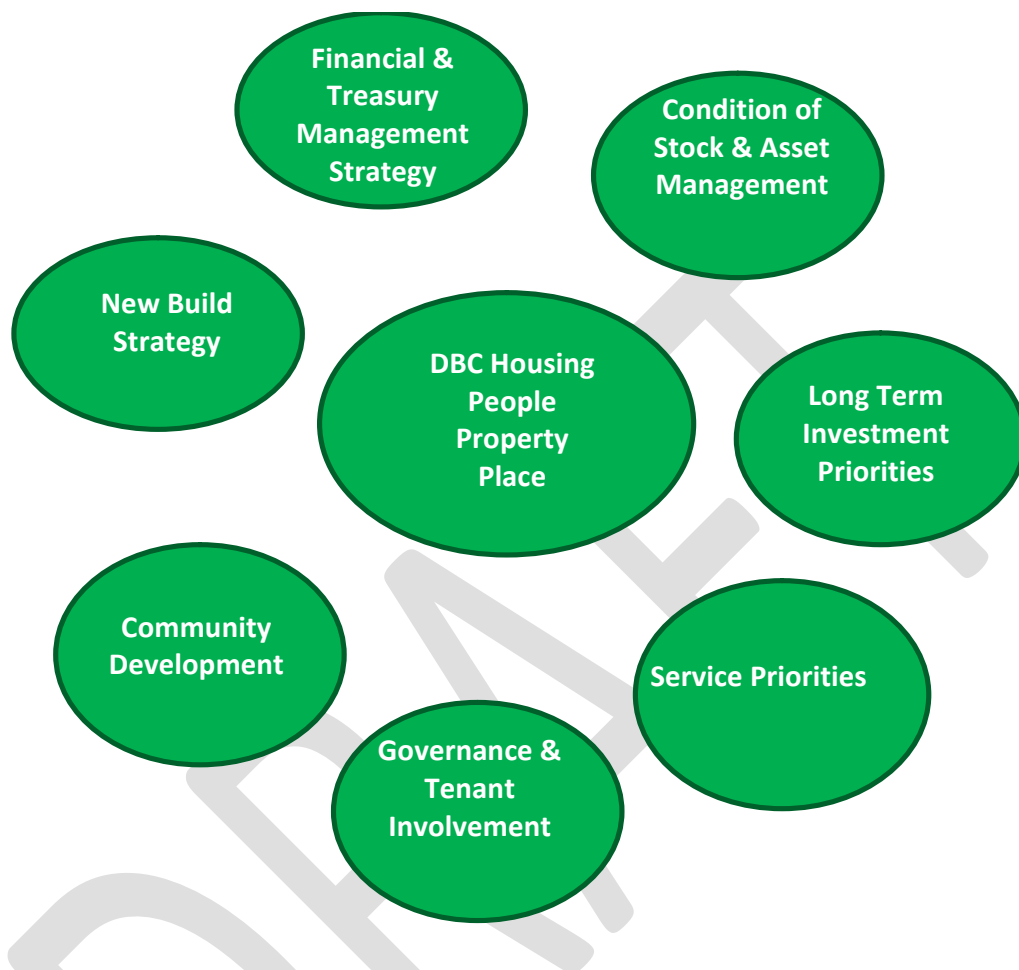 Financial &
Treasury
Management
Strategy
Condition of
Stock & Asset
Management
New Build
Strategy
DBC Housing
People
Property
Place
Long Term
Investment
Priorities
Community
Development
Service Priorities
Governance &
Tenant
Involvement
DRAFT